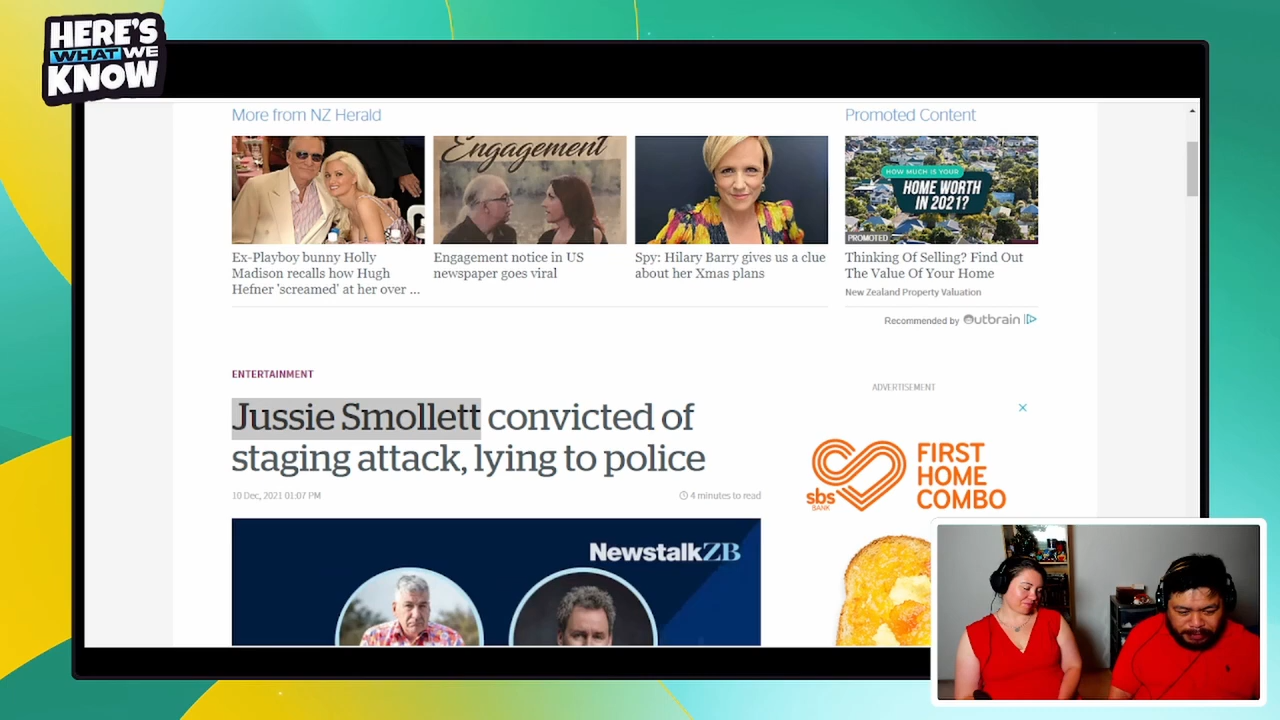 HERE'S
WHAT WE
KNOW
More from NZ Herald
Promoted Content
Engagement
HOW MUCH IS YOUR
HOME WORTH
IN 2021?
PROMOTED
Ex-Playboy bunny Holly
Madison recalls how Hugh
Hefner 'screamed' at her over ...
Engagement notice in US
newspaper goes viral
Spy: Hilary Barry gives us a clue
about her Xmas plans
Thinking Of Selling? Find Out
The Value Of Your Home
New Zealand Property Valuation
Recommended by Outbrain
ENTERTAINMENT
Jussie Smollett convicted of
staging attack, lying to police
10 Dec, 2021 01:07 PM
4 minutes to read
ADVERTISEMENT
sbs
BANK
FIRST
HOME
COMBO
NewstalkZB